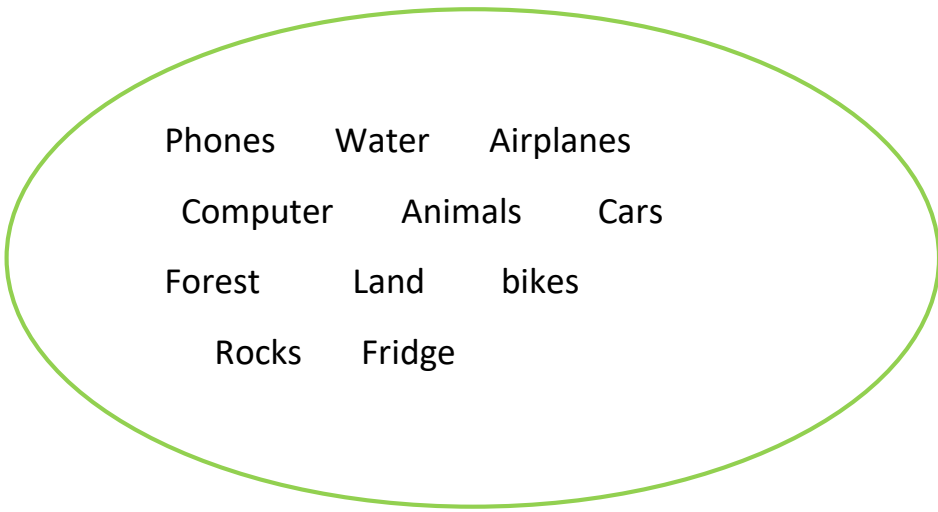 Phones Water Airplanes
Computer Animals Cars
Forest Land bikes
Rocks Fridge